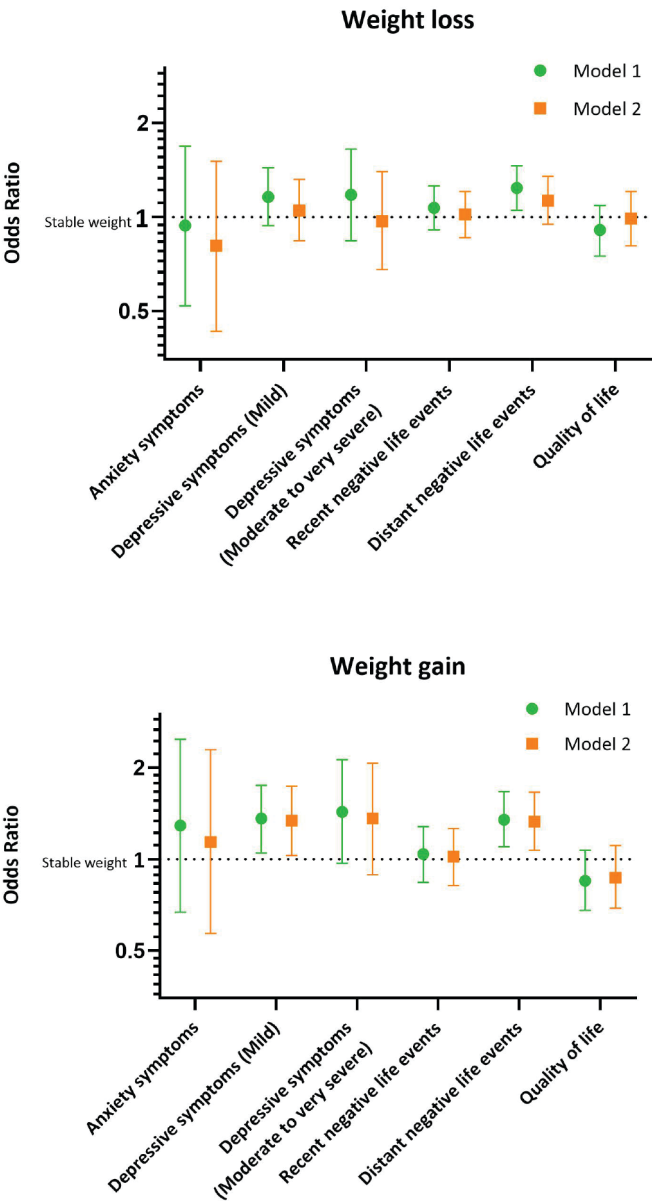 Weight loss
Model 1
Model 2
Odds Ratio
2
Stable weight 1
0.5
Anxiety symptoms
Depressive symptoms (Mild)
Depressive symptoms
(Moderate to very severe)
Recent negative life events
Distant negative life events
Quality of life
Weight gain
Model 1
Model 2
Odds Ratio
2
Stable weight 1
0.5
Anxiety symptoms
Depressive symptoms (Mild)
Depressive symptoms
(Moderate to very severe)
Recent negative life events
Distant negative life events
Quality of life